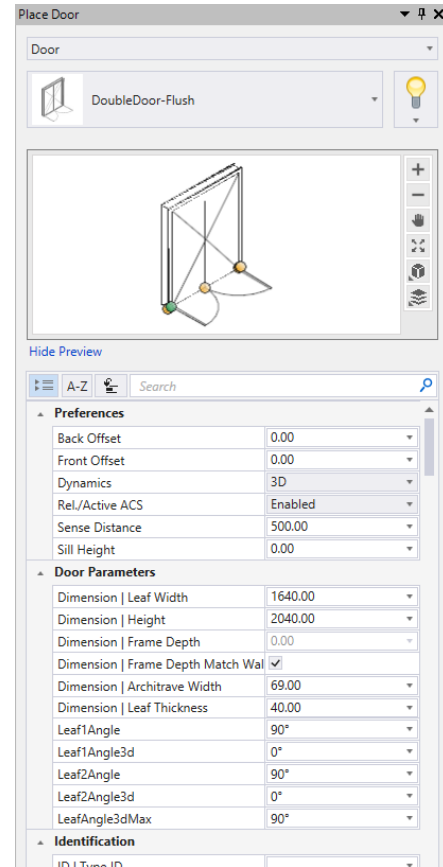 Place Door
Door
DoubleDoor-Flush
Hide Preview
A-Z Search
Preferences
Back Offset 0.00
Front Offset 0.00
Dynamics 3D
Rel./Active ACS Enabled
Sense Distance 500.00
Sill Height 0.00
Door Parameters
Dimension | Leaf Width 1640.00
Dimension | Height 2040.00
Dimension | Frame Depth 0.00
Dimension | Frame Depth Match Wal
Dimension | Architrave Width 69.00
Dimension | Leaf Thickness 40.00
Leaf1Angle 90°
Leaf1Angle3d 0°
Leaf2Angle 90°
Leaf2Angle3d 0°
LeafAngle3dMax 90°
Identification
ID | Type ID